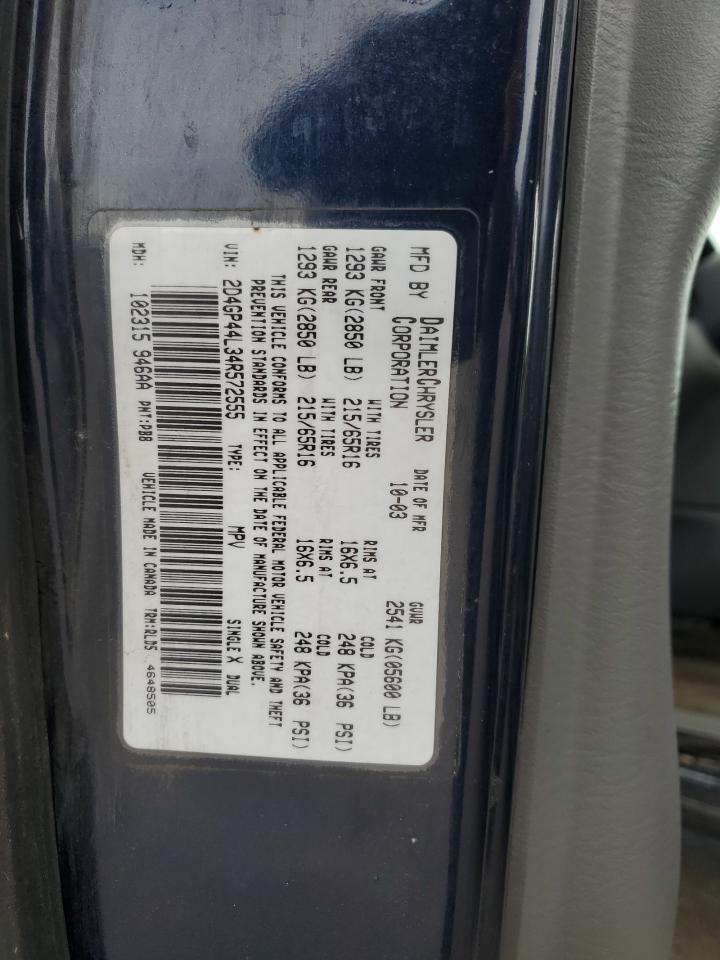 MFD BY DAIMLERCHRYSLER CORPORATION DATE OF MFR 10-03 GVWR 2541 KG(05600 LB)
GAWR FRONT WITH TIRES RIMS AT COLD
1293 KG(2850 LB) 215/65R16 16X6.5 248 KPA(36 PSI)
GAWR REAR WITH TIRES RIMS AT COLD
1293 KG(2850 LB) 215/65R16 16X6.5 248 KPA(36 PSI)
THIS VEHICLE CONFORMS TO ALL APPLICABLE FEDERAL MOTOR VEHICLE SAFETY AND THEFT
PREVENTION STANDARDS IN EFFECT ON THE DATE OF MANUFACTURE SHOWN ABOVE.
VIN: 2D4GP44L34R572555 TYPE: MPV SINGLE X DUAL
MDH: 102315 946AA PNT:PB8 VEHICLE MADE IN CANADA TRM:RLD5 4648505